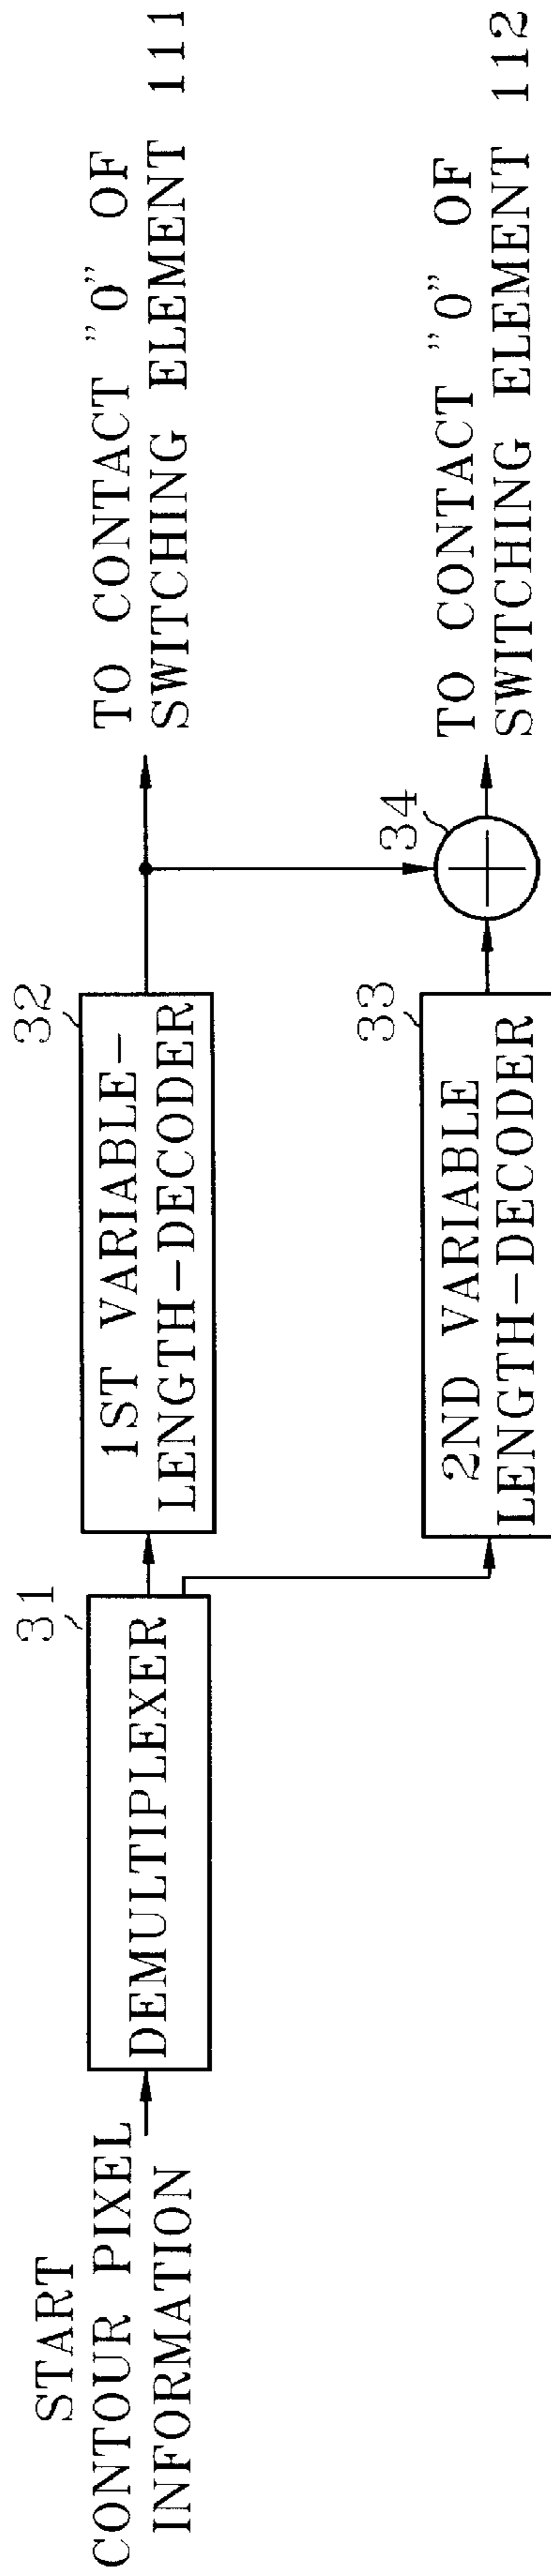 START
CONTOUR PIXEL
INFORMATION
31
DEMULTIPLEXER
32
1ST VARIABLE-
LENGTH-DECODER
TO CONTACT "0" OF
SWITCHING ELEMENT 111
33
2ND VARIABLE
LENGTH-DECODER
34
TO CONTACT "0" OF
SWITCHING ELEMENT 112